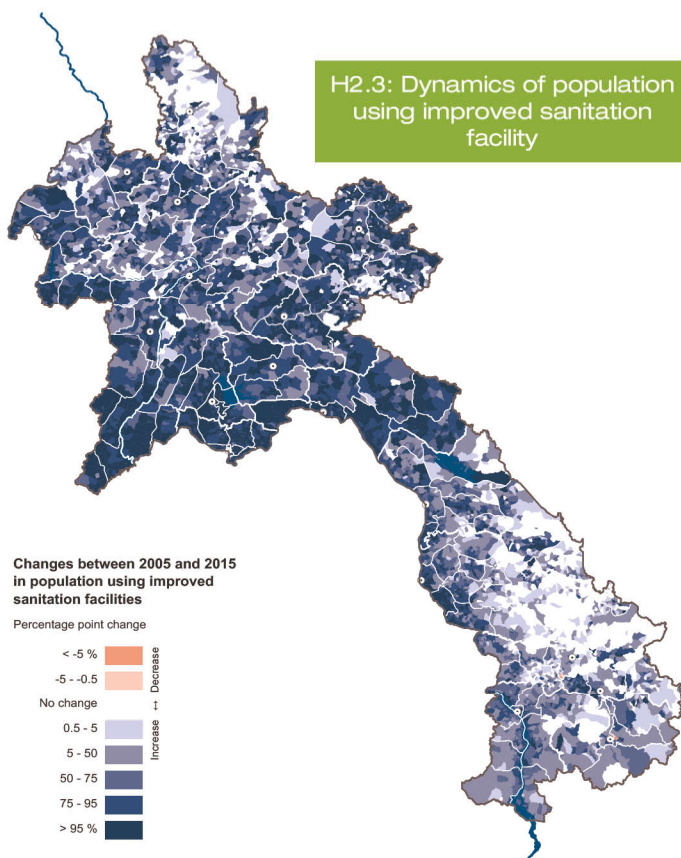 H2.3: Dynamics of population
using improved sanitation
facility
Changes between 2005 and 2015
in population using improved
sanitation facilities
Percentage point change
< -5 %
-5 - -0.5
No change
0.5 - 5
5 - 50
50 - 75
75 - 95
> 95 %
Increase ↔ Decrease